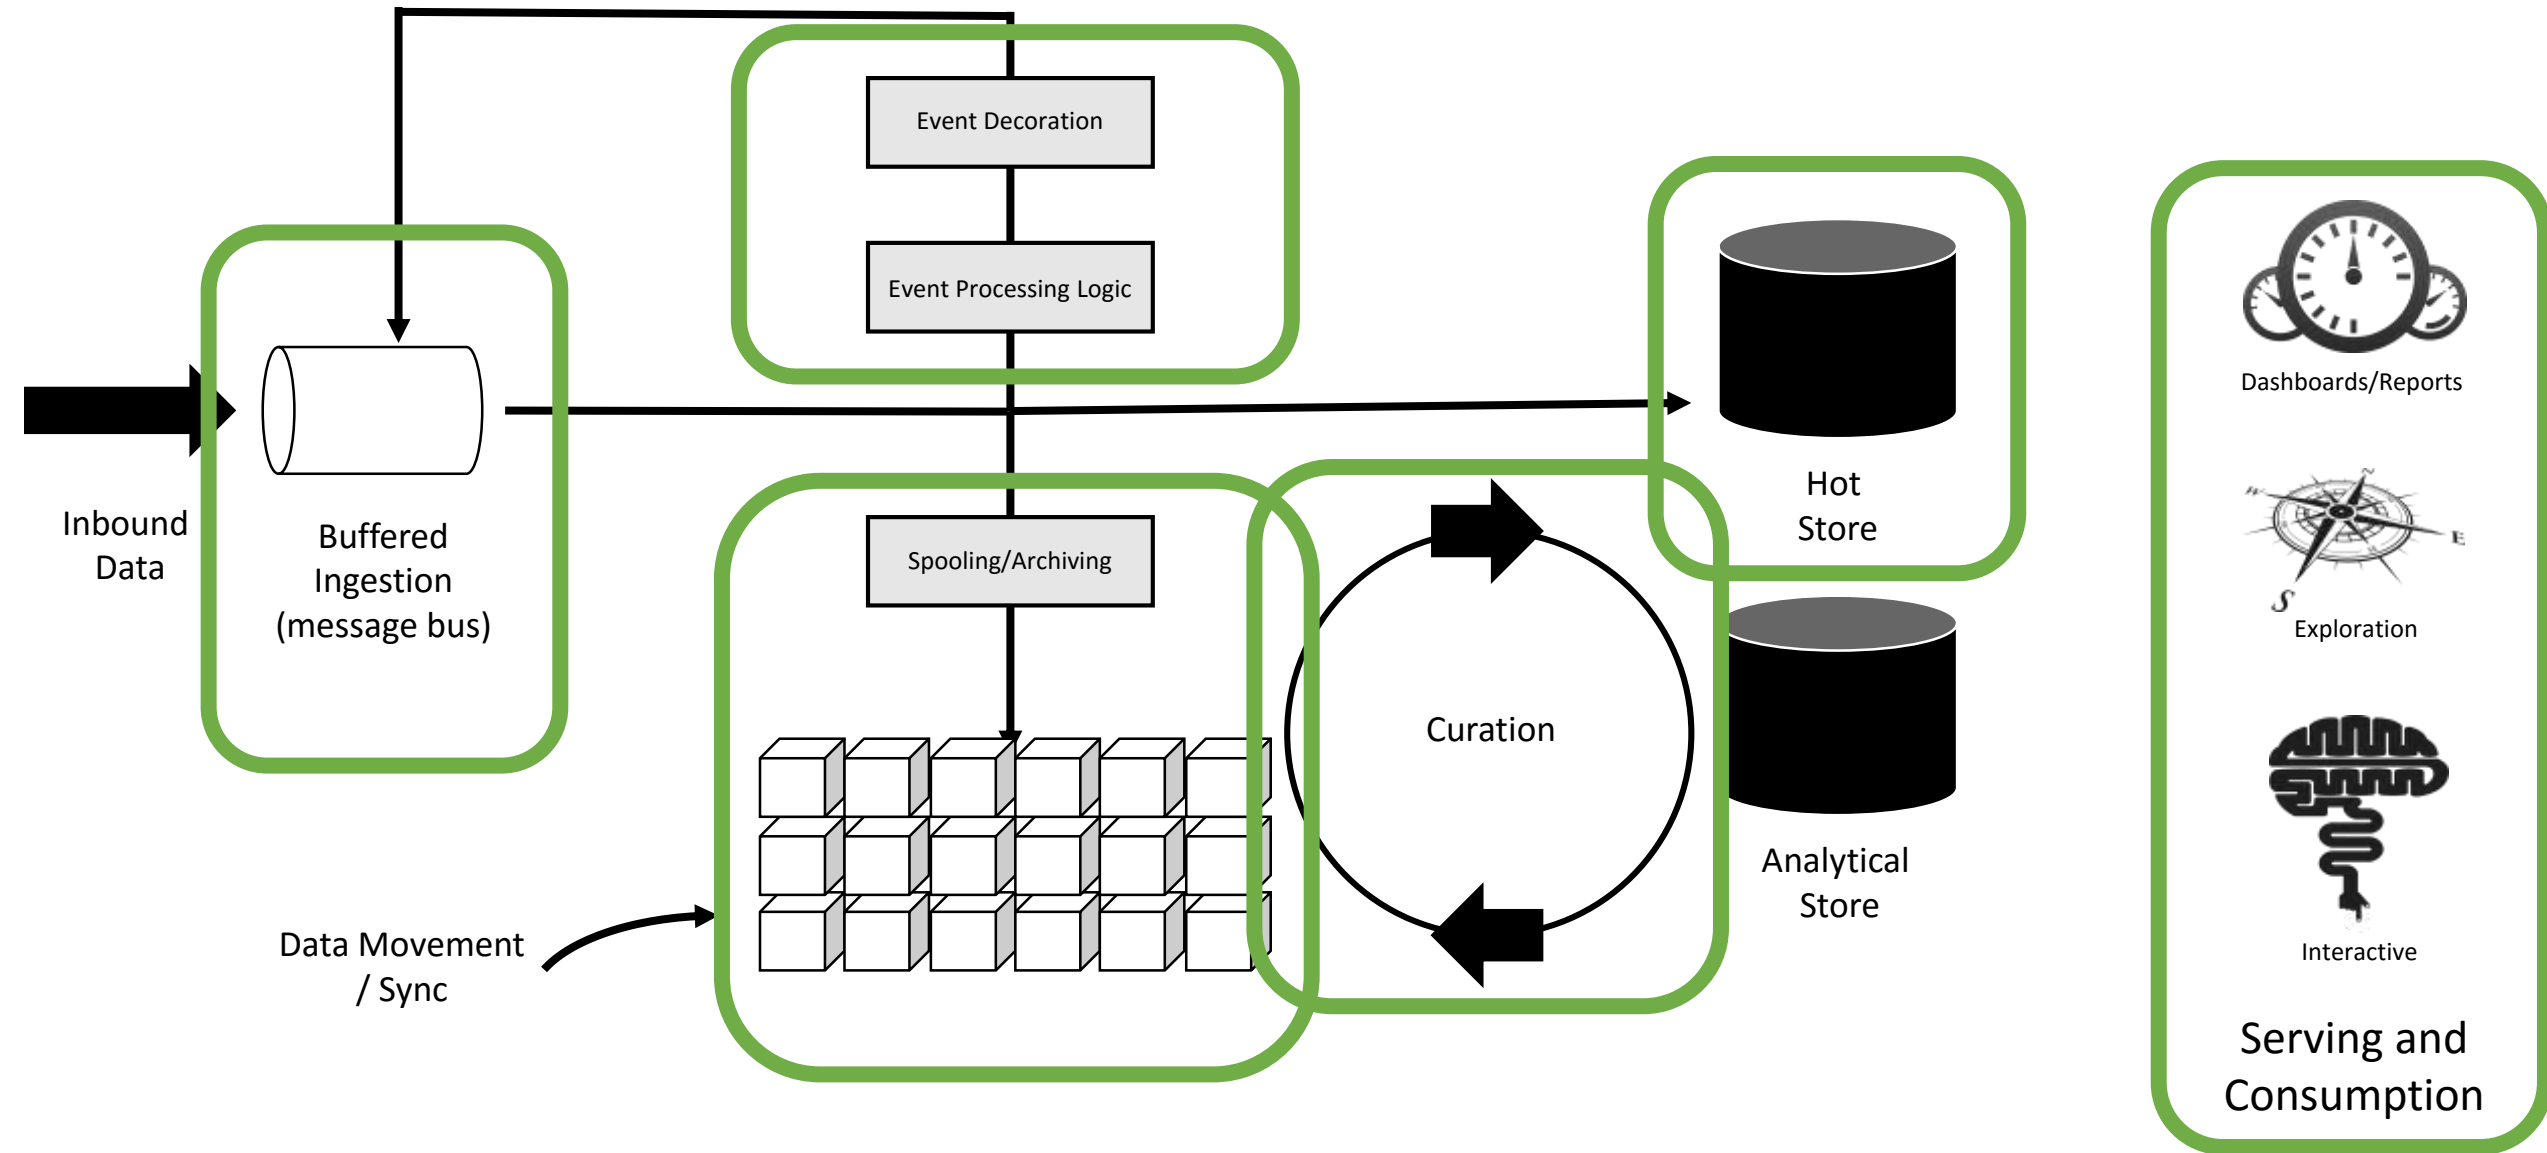 Event Decoration
Event Processing Logic
Inbound
Data
Buffered
Ingestion
(message bus)
Spooling/Archiving
Data Movement
/ Sync
Curation
Hot
Store
Analytical
Store
Dashboards/Reports
N
W
E
S
Exploration
Interactive
Serving and
Consumption